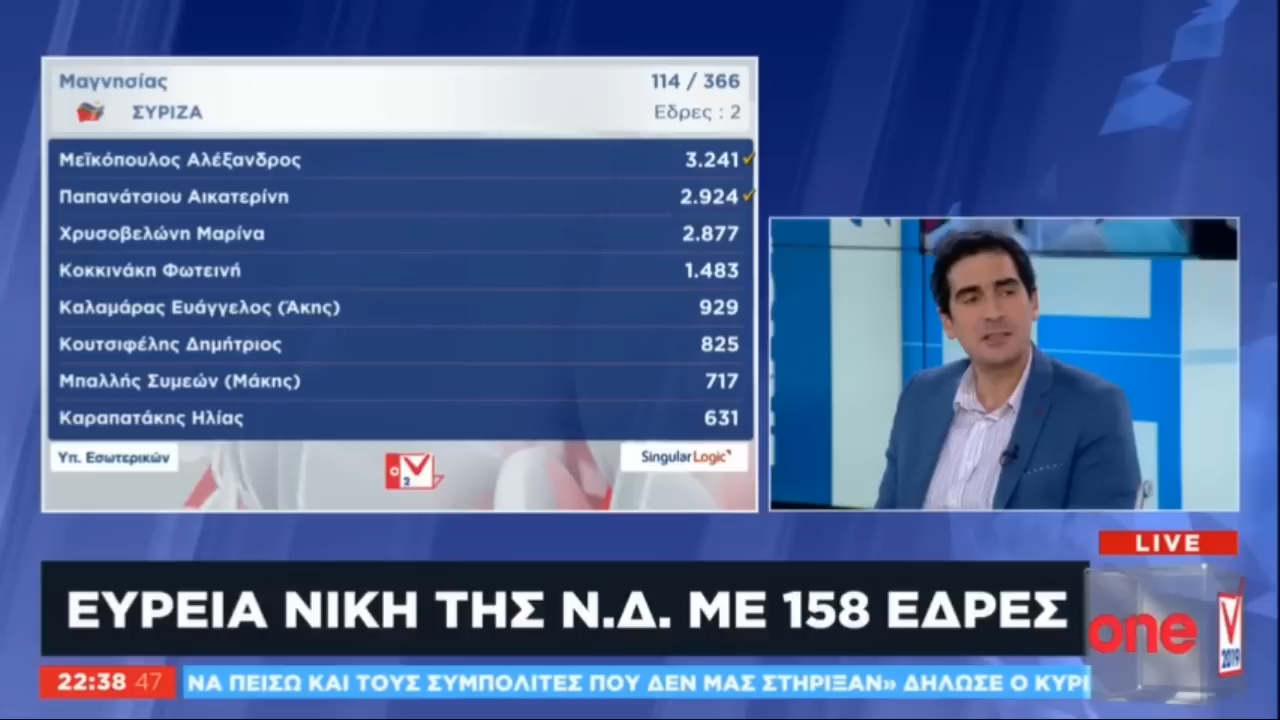 Μαγνησίας 114 / 366
ΣΥΡΙΖΑ Εδρες : 2
Μεϊκόπουλος Αλέξανδρος 3.241
Παπανάτσιου Αικατερίνη 2.924
Χρυσοβελώνη Μαρίνα 2.877
Κοκκινάκη Φωτεινή 1.483
Καλαμάρας Ευάγγελος (Άκης) 929
Κουτσιφέλης Δημήτριος 825
Μπαλλής Συμεών (Μάκης) 717
Καραπατάκης Ηλίας 631
Υπ. Εσωτερικών SingularLogic
LIVE
ΕΥΡΕΙΑ ΝΙΚΗ ΤΗΣ Ν.Δ. ΜΕ 158 ΕΔΡΕΣ
one
2019
22:38 47 ΝΑ ΠΕΙΣΩ ΚΑΙ ΤΟΥΣ ΣΥΜΠΟΛΙΤΕΣ ΠΟΥ ΔΕΝ ΜΑΣ ΣΤΗΡΙΞΑΝ» ΔΗΛΩΣΕ Ο ΚΥΡΙ